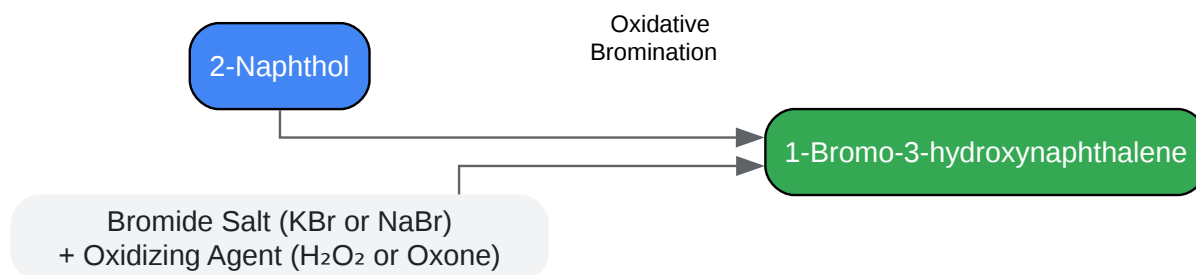 Oxidative
Bromination
2-Naphthol
1-Bromo-3-hydroxynaphthalene
Bromide Salt (KBr or NaBr)
+ Oxidizing Agent (H₂O₂ or Oxone)